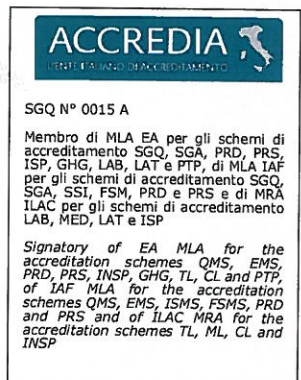 ACCREDIA
L'ENTE ITALIANO DI ACCREDITAMENTO
SGQ N° 0015 A
Membro di MLA EA per gli schemi di
accreditamento SGQ, SGA, PRD, PRS,
ISP, GHG, LAB, LAT e PTP, di MLA IAF
per gli schemi di accreditamento SGQ,
SGA, SSI, FSM, PRD e PRS e di MRA
ILAC per gli schemi di accreditamento
LAB, MED, LAT e ISP
Signatory of EA MLA for the
accreditation schemes QMS, EMS,
PRD, PRS, INSP, GHG, TL, CL and PTP,
of IAF MLA for the accreditation
schemes QMS, EMS, ISMS, FSMS, PRD
and PRS and of ILAC MRA for the
accreditation schemes TL, ML, CL and
INSP